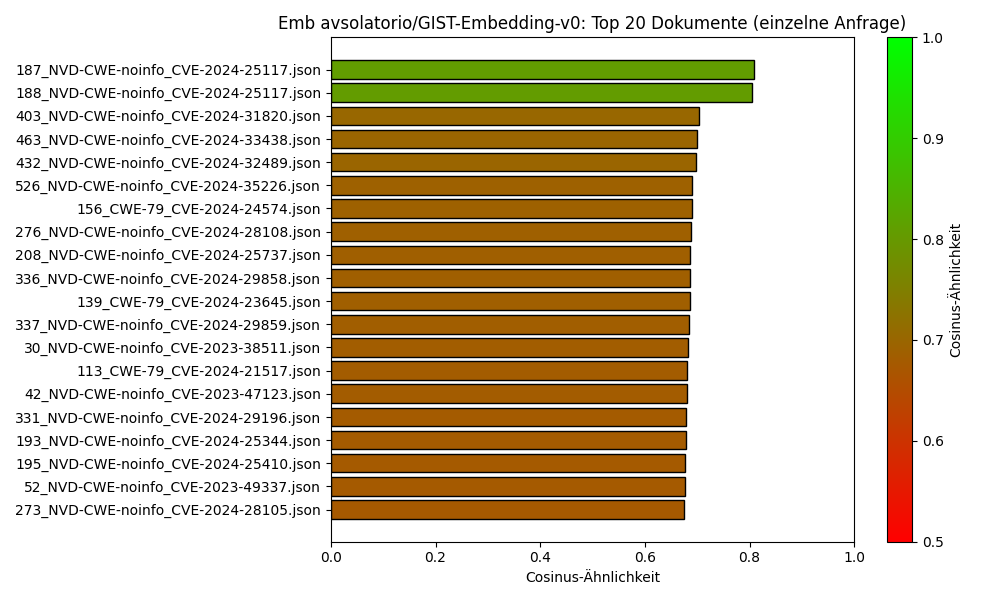 Emb avsolatorio/GIST-Embedding-v0: Top 20 Dokumente (einzelne Anfrage)
187_NVD-CWE-noinfo_CVE-2024-25117.json
188_NVD-CWE-noinfo_CVE-2024-25117.json
403_NVD-CWE-noinfo_CVE-2024-31820.json
463_NVD-CWE-noinfo_CVE-2024-33438.json
432_NVD-CWE-noinfo_CVE-2024-32489.json
526_NVD-CWE-noinfo_CVE-2024-35226.json
156_CWE-79_CVE-2024-24574.json
276_NVD-CWE-noinfo_CVE-2024-28108.json
208_NVD-CWE-noinfo_CVE-2024-25737.json
336_NVD-CWE-noinfo_CVE-2024-29858.json
139_CWE-79_CVE-2024-23645.json
337_NVD-CWE-noinfo_CVE-2024-29859.json
30_NVD-CWE-noinfo_CVE-2023-38511.json
113_CWE-79_CVE-2024-21517.json
42_NVD-CWE-noinfo_CVE-2023-47123.json
331_NVD-CWE-noinfo_CVE-2024-29196.json
193_NVD-CWE-noinfo_CVE-2024-25344.json
195_NVD-CWE-noinfo_CVE-2024-25410.json
52_NVD-CWE-noinfo_CVE-2023-49337.json
273_NVD-CWE-noinfo_CVE-2024-28105.json
0.0 0.2 0.4 0.6 0.8 1.0
Cosinus-Ähnlichkeit
1.0
0.9
0.8
0.7
0.6
0.5
Cosinus-Ähnlichkeit